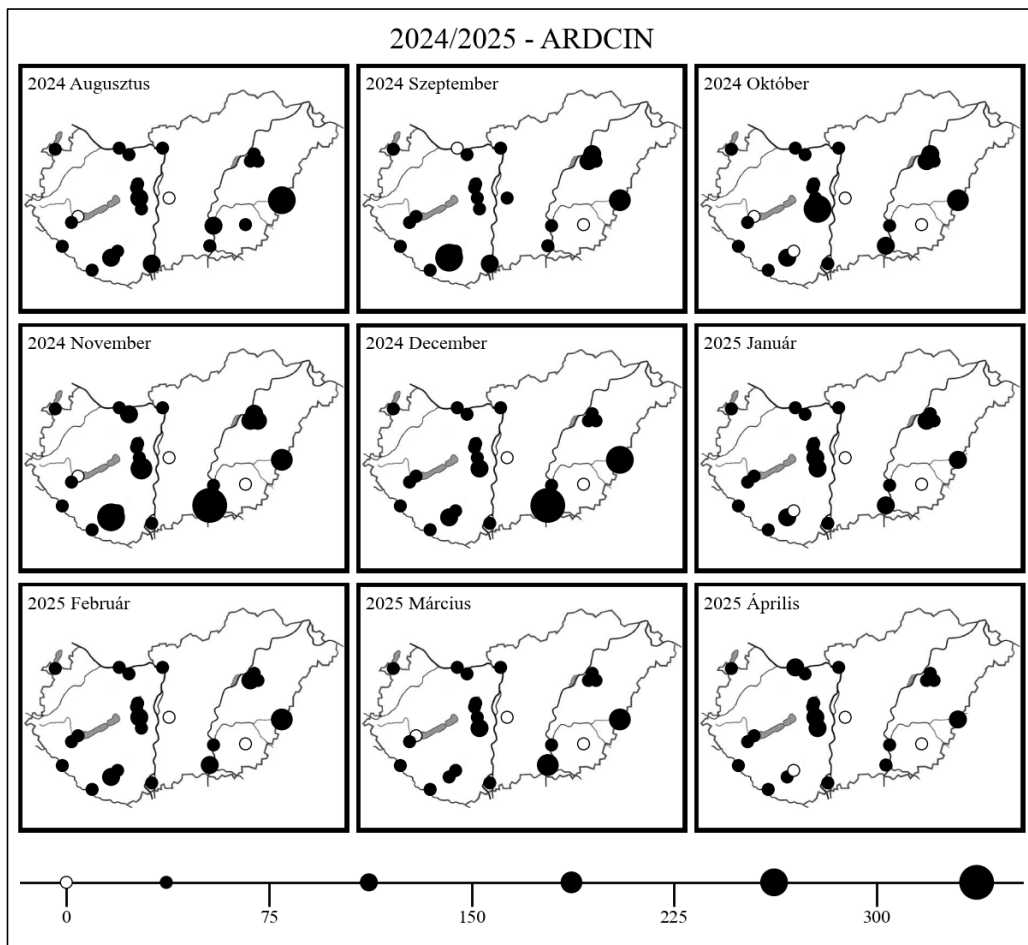 2024/2025 - ARDCIN
2024 Augusztus
2024 Szeptember
2024 Október
2024 November
2024 December
2025 Január
2025 Február
2025 Március
2025 Április
0
75
150
225
300